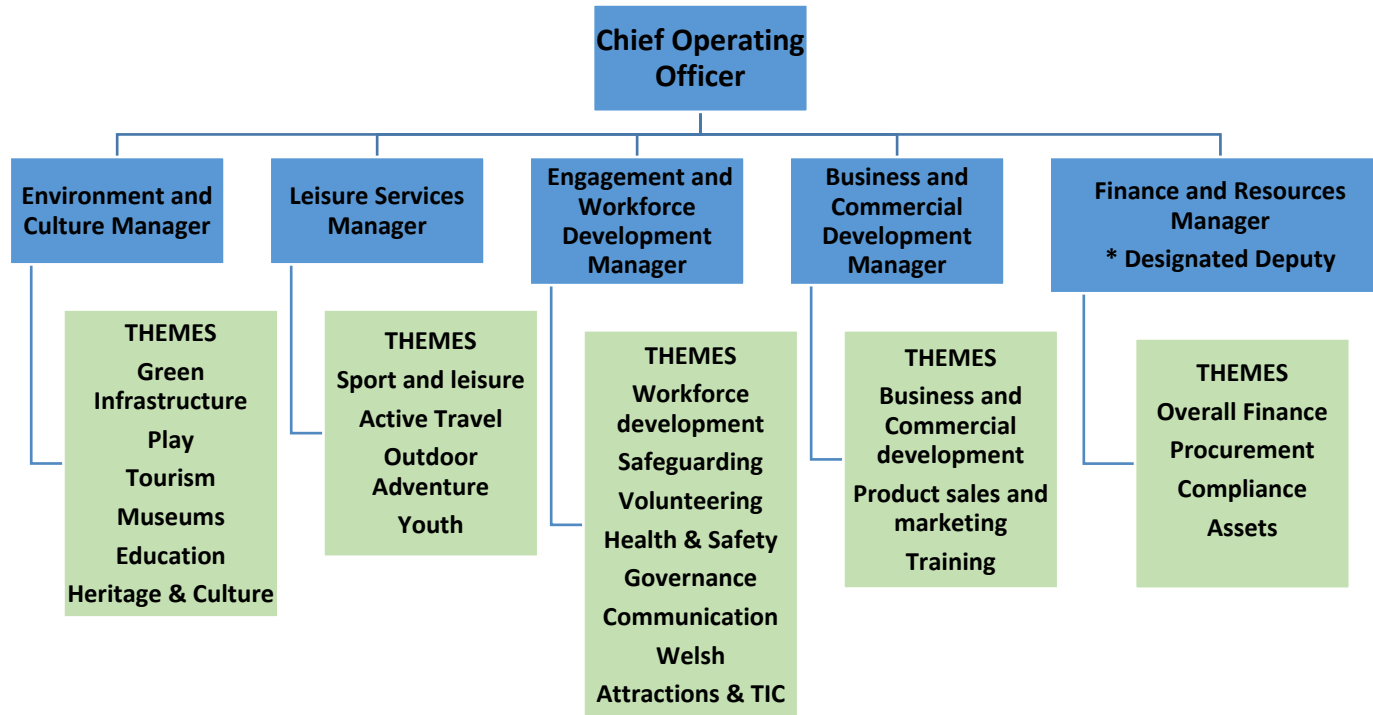 Chief Operating
Officer
Environment and
Culture Manager
Leisure Services
Manager
Engagement and
Workforce
Development
Manager
Business and
Commercial
Development
Manager
Finance and Resources
Manager
* Designated Deputy
THEMES
Green
Infrastructure
Play
Tourism
Museums
Education
Heritage & Culture
THEMES
Sport and leisure
Active Travel
Outdoor
Adventure
Youth
THEMES
Workforce
development
Safeguarding
Volunteering
Health & Safety
Governance
Communication
Welsh
Attractions & TIC
THEMES
Business and
Commercial
development
Product sales and
marketing
Training
THEMES
Overall Finance
Procurement
Compliance
Assets